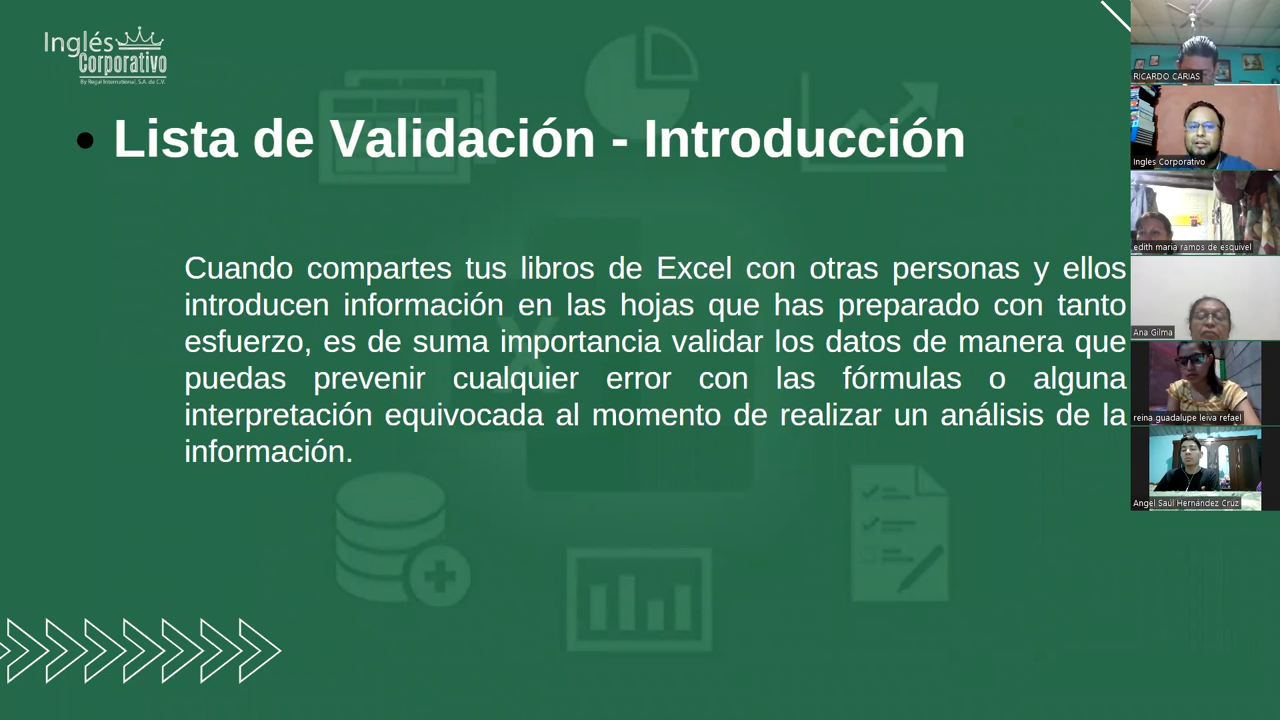 Inglés
Corporativo
By Regal International, S.A. de C.V.
• Lista de Validación - Introducción
Cuando compartes tus libros de Excel con otras personas y ellos
introducen información en las hojas que has preparado con tanto
esfuerzo, es de suma importancia validar los datos de manera que
puedas prevenir cualquier error con las fórmulas o alguna
interpretación equivocada al momento de realizar un análisis de la
información.
RICARDO CARIAS
Ingles Corporativo
edith maria ramos de esquivel
Ana Gilma
reina guadalupe leiva refael
Angel Saúl Hernández Cruz